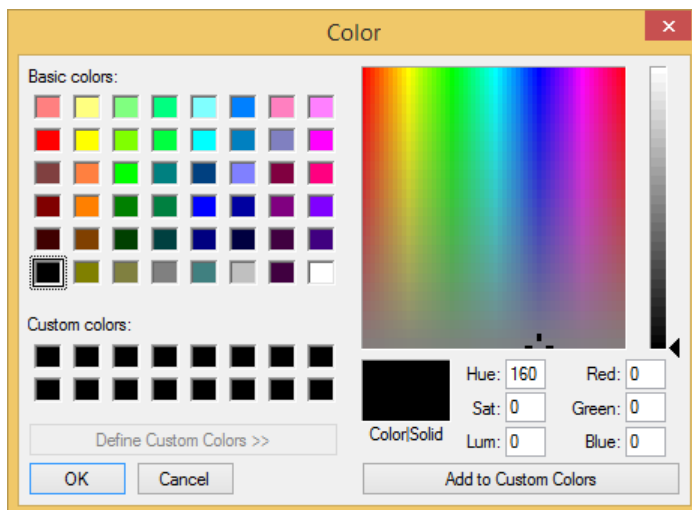 Color
Basic colors:
Custom colors:
Define Custom Colors >>
OK Cancel
Color|Solid
Hue: 160 Red: 0
Sat: 0 Green: 0
Lum: 0 Blue: 0
Add to Custom Colors